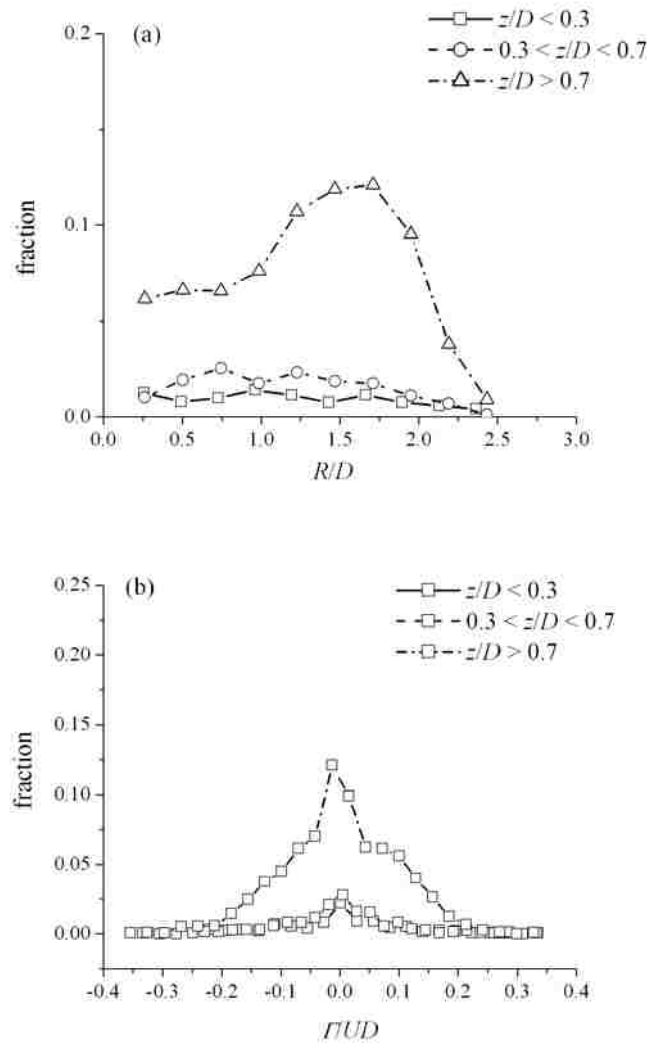 (a)
z/D < 0.3
0.3 < z/D < 0.7
z/D > 0.7
0.2
0.1
0.0
fraction
0.0 0.5 1.0 1.5 2.0 2.5 3.0
R/D
(b)
z/D < 0.3
0.3 < z/D < 0.7
z/D > 0.7
0.25
0.20
0.15
0.10
0.05
0.00
fraction
-0.4 -0.3 -0.2 -0.1 0.0 0.1 0.2 0.3 0.4
Γ/UD